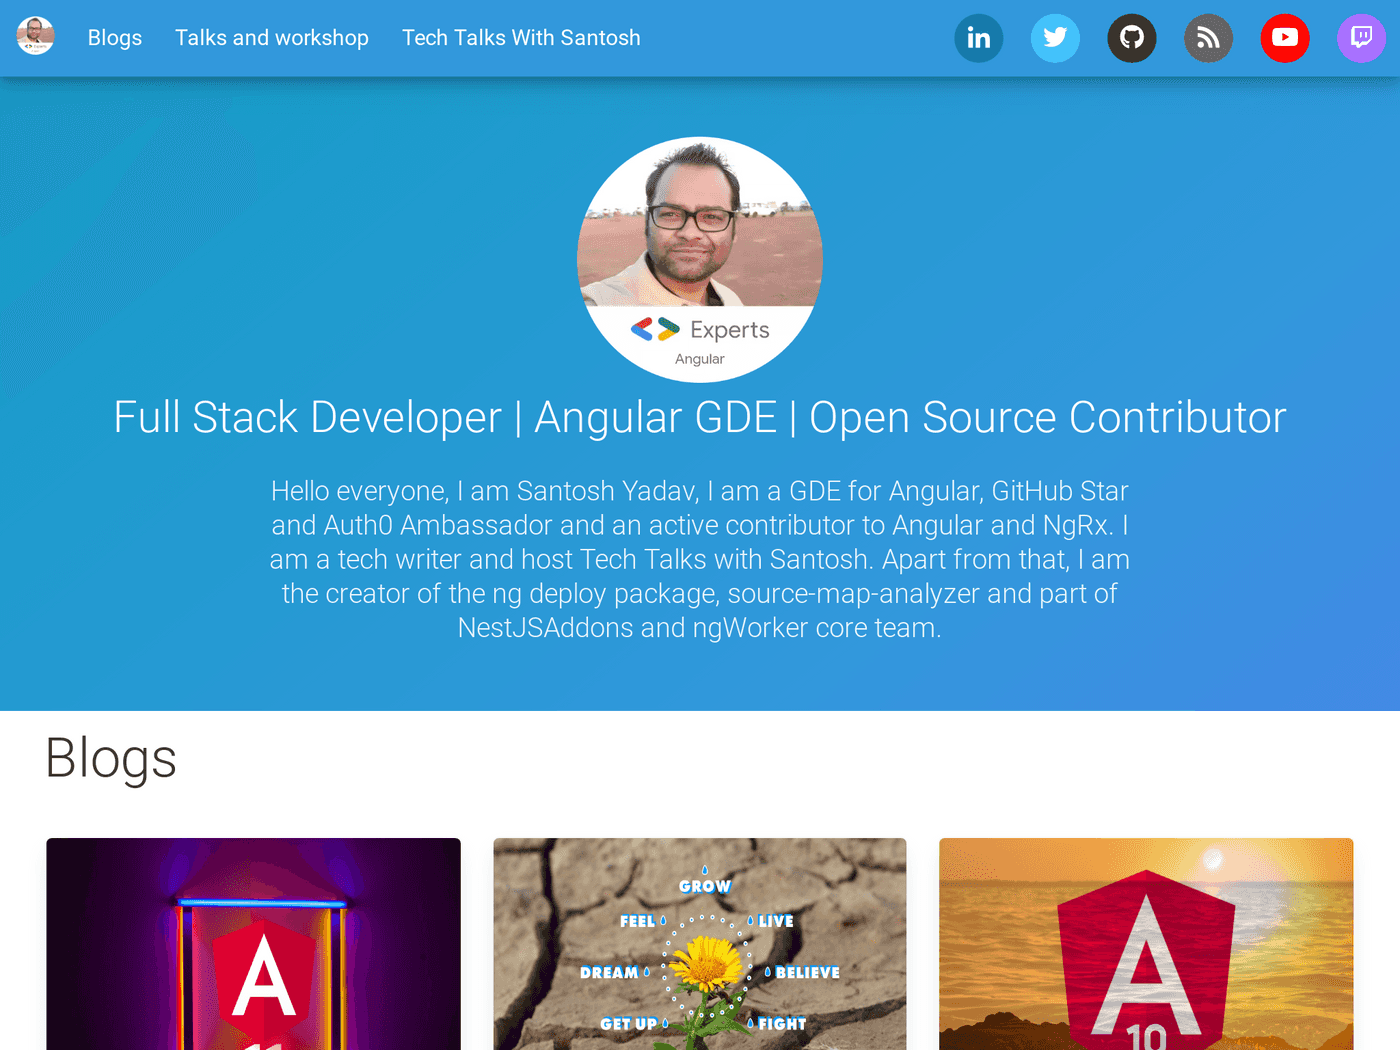 Blogs
Talks and workshop
Tech Talks With Santosh
in
Experts
Angular
Full Stack Developer | Angular GDE | Open Source Contributor
Hello everyone, I am Santosh Yadav, I am a GDE for Angular, GitHub Star
and Auth0 Ambassador and an active contributor to Angular and NgRx. I
am a tech writer and host Tech Talks with Santosh. Apart from that, I am
the creator of the ng deploy package, source-map-analyzer and part of
NestJSAddons and ngWorker core team.
Blogs
A
GROW
FEEL
LIVE
DREAM
BELIEVE
GET UP
FIGHT
A
10